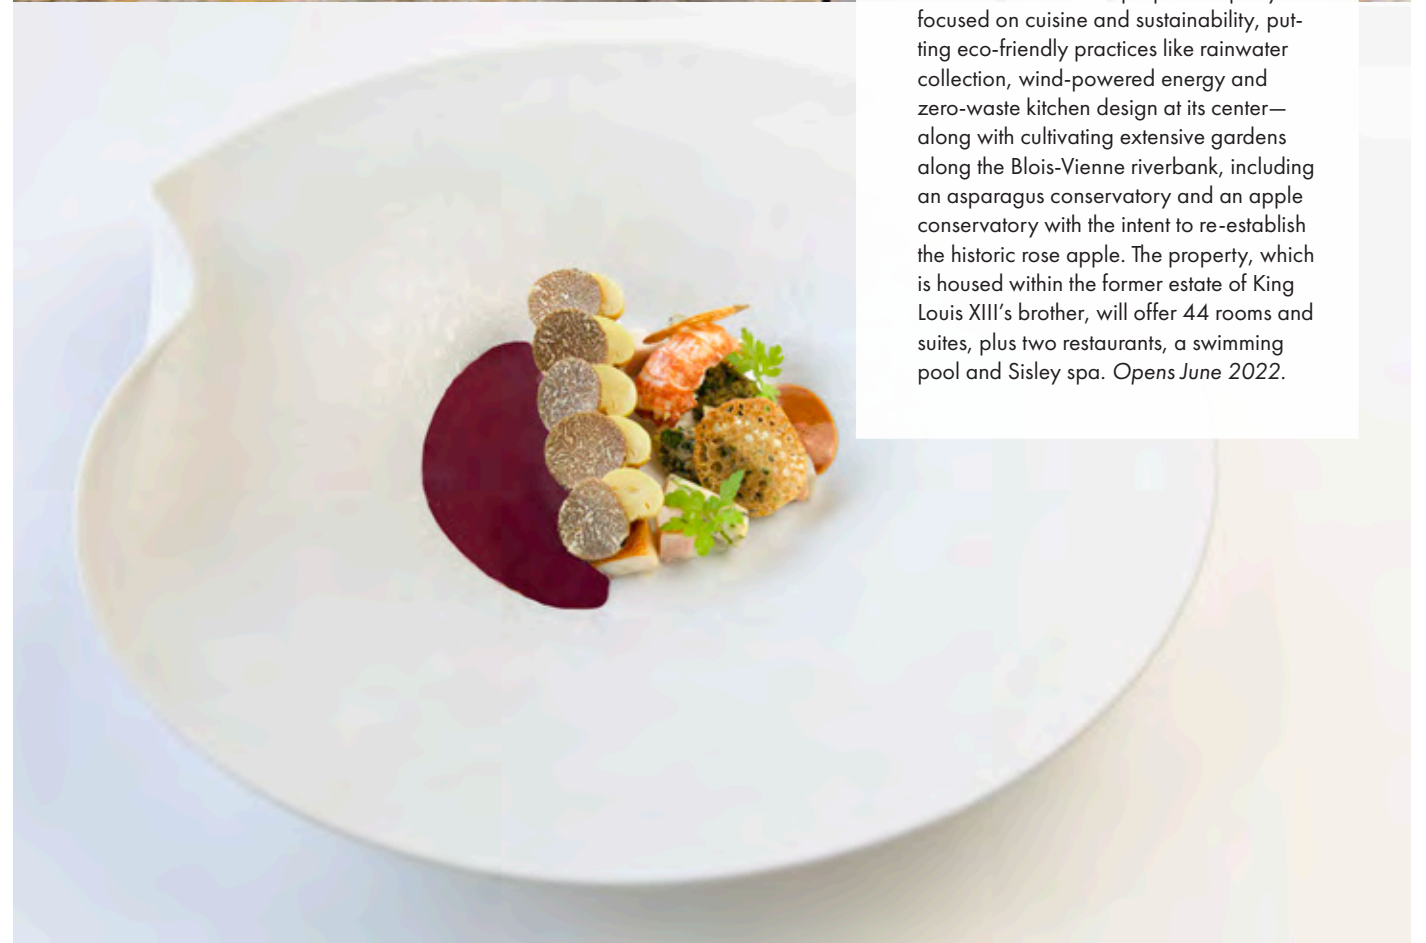 focused on cuisine and sustainability, put-
ting eco-friendly practices like rainwater
collection, wind-powered energy and
zero-waste kitchen design at its center—
along with cultivating extensive gardens
along the Blois-Vienne riverbank, including
an asparagus conservatory and an apple
conservatory with the intent to re-establish
the historic rose apple. The property, which
is housed within the former estate of King
Louis XIII’s brother, will offer 44 rooms and
suites, plus two restaurants, a swimming
pool and Sisley spa. Opens June 2022.